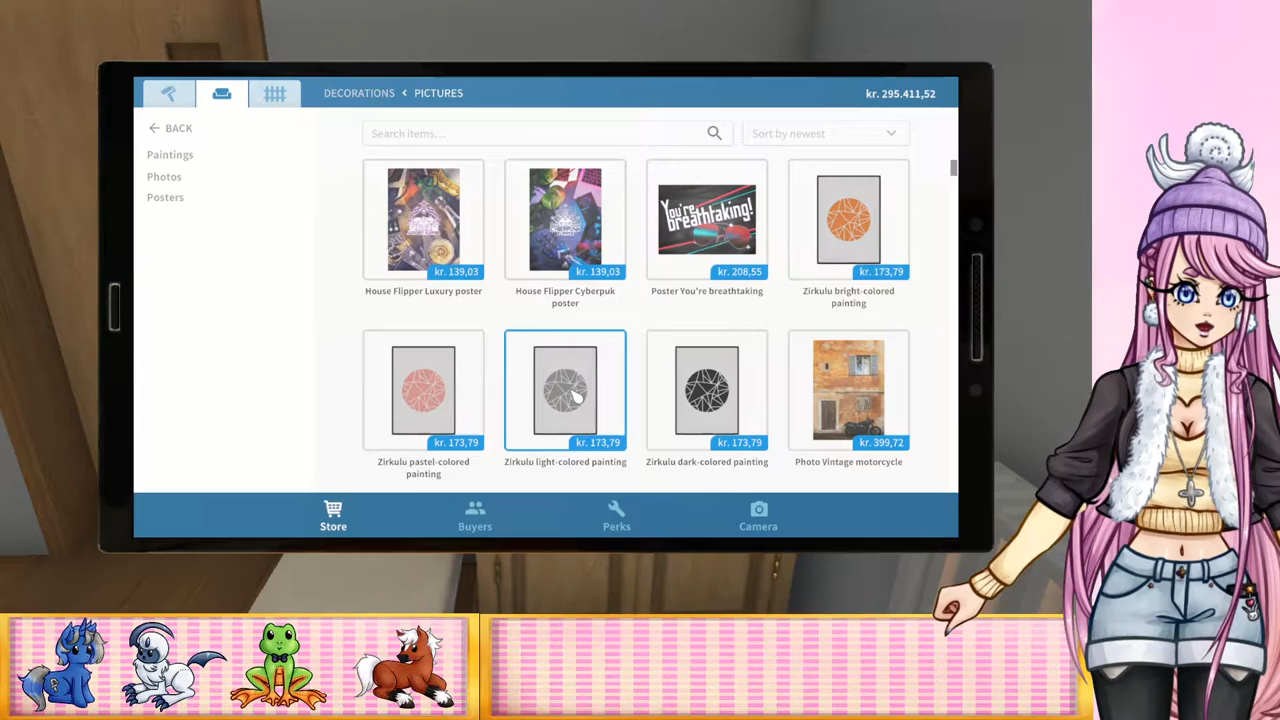 DECORATIONS < PICTURES
kr. 295.411,52
BACK
Search items...
Sort by newest
Paintings
Photos
Posters
You're breathtaking!
kr. 139,03
kr. 139,03
kr. 208,55
kr. 173,79
House Flipper Luxury poster
House Flipper Cyberpuk poster
Poster You're breathtaking
Zirkulu bright-colored painting
kr. 173,79
kr. 173,79
kr. 173,79
kr. 399,72
Zirkulu pastel-colored painting
Zirkulu light-colored painting
Zirkulu dark-colored painting
Photo Vintage motorcycle
Store
Buyers
Perks
Camera